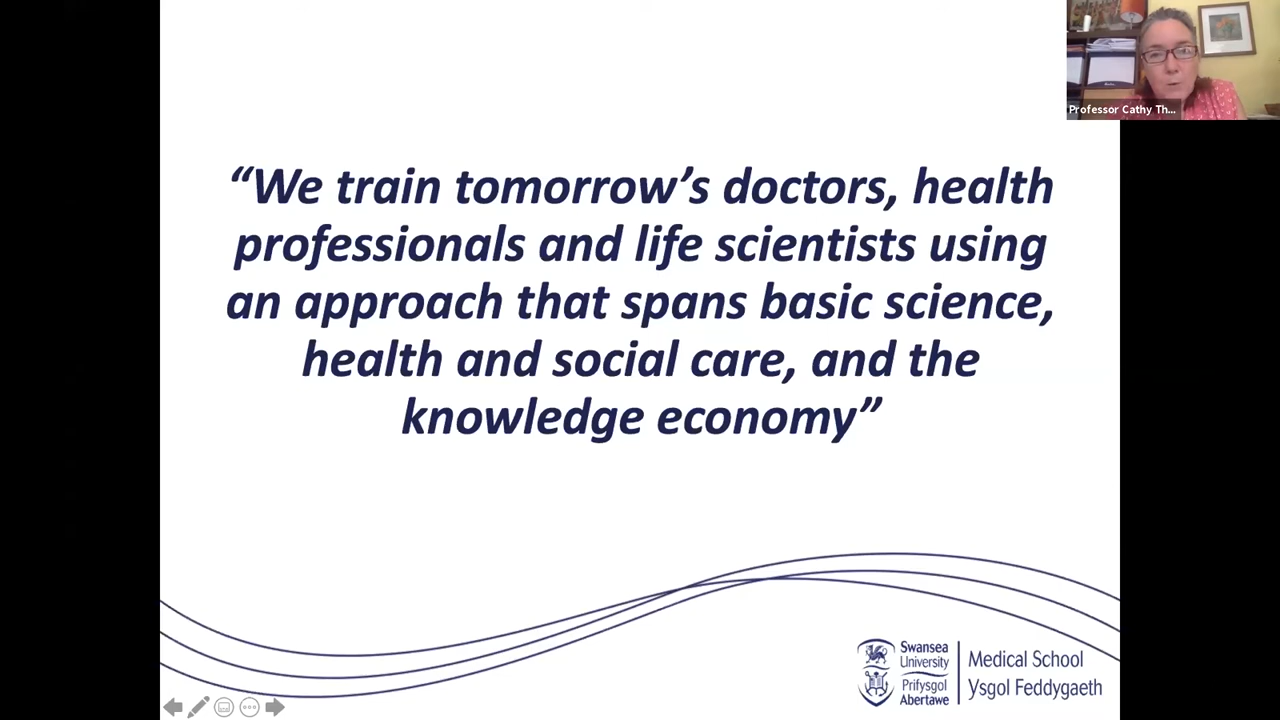 Professor Cathy Th...
“We train tomorrow’s doctors, health
professionals and life scientists using
an approach that spans basic science,
health and social care, and the
knowledge economy”
Swansea
University
Prifysgol
Abertawe
Medical School
Ysgol Feddygaeth